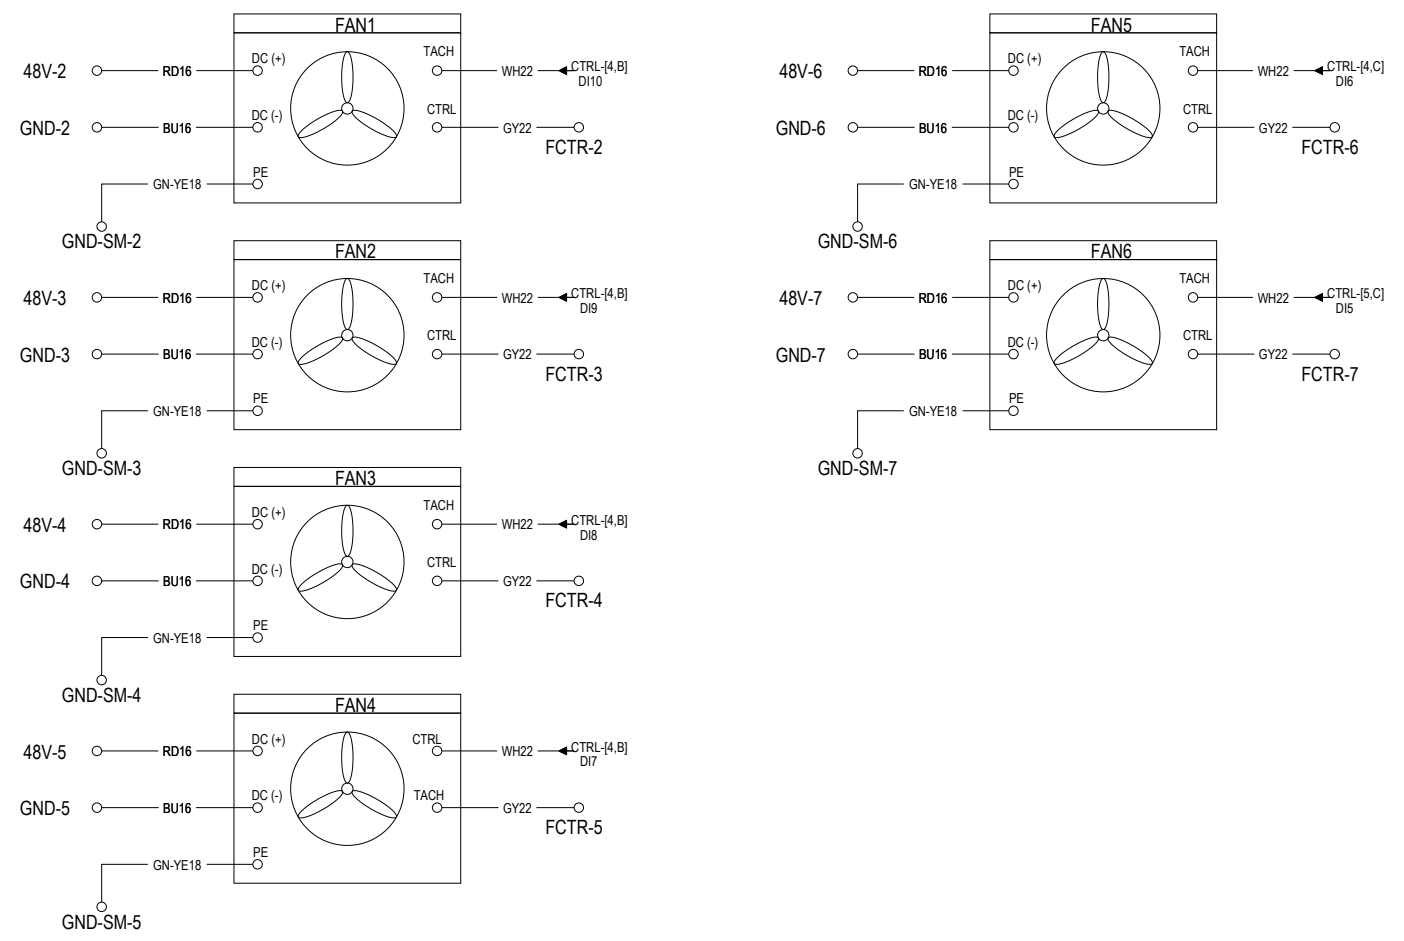 FAN1
48V-2 RD16 DC (+) TACH WH22 CTRL-[4,B]
DI10
GND-2 BU16 DC (-) CTRL GY22
FCTR-2
GN-YE18 PE
GND-SM-2
FAN2
48V-3 RD16 DC (+) TACH WH22 CTRL-[4,B]
DI9
GND-3 BU16 DC (-) CTRL GY22
FCTR-3
GN-YE18 PE
GND-SM-3
FAN3
48V-4 RD16 DC (+) TACH WH22 CTRL-[4,B]
DI8
GND-4 BU16 DC (-) CTRL GY22
FCTR-4
GN-YE18 PE
GND-SM-4
FAN4
48V-5 RD16 DC (+) CTRL WH22 CTRL-[4,B]
DI7
GND-5 BU16 DC (-) TACH GY22
FCTR-5
GN-YE18 PE
GND-SM-5
FAN5
48V-6 RD16 DC (+) TACH WH22 CTRL-[4,C]
DI6
GND-6 BU16 DC (-) CTRL GY22
FCTR-6
GN-YE18 PE
GND-SM-6
FAN6
48V-7 RD16 DC (+) TACH WH22 CTRL-[5,C]
DI5
GND-7 BU16 DC (-) CTRL GY22
FCTR-7
GN-YE18 PE
GND-SM-7